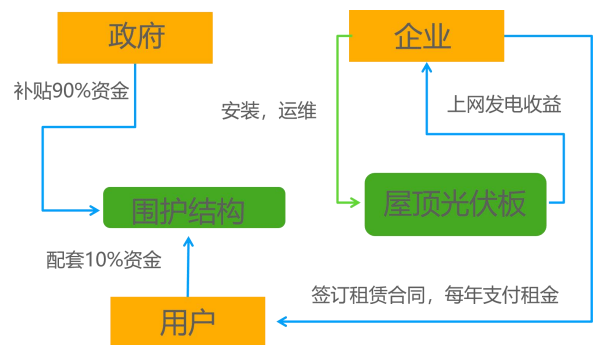 政府
企业
补贴90%资金
安装，运维
上网发电收益
围护结构
屋顶光伏板
配套10%资金
签订租赁合同，每年支付租金
用户